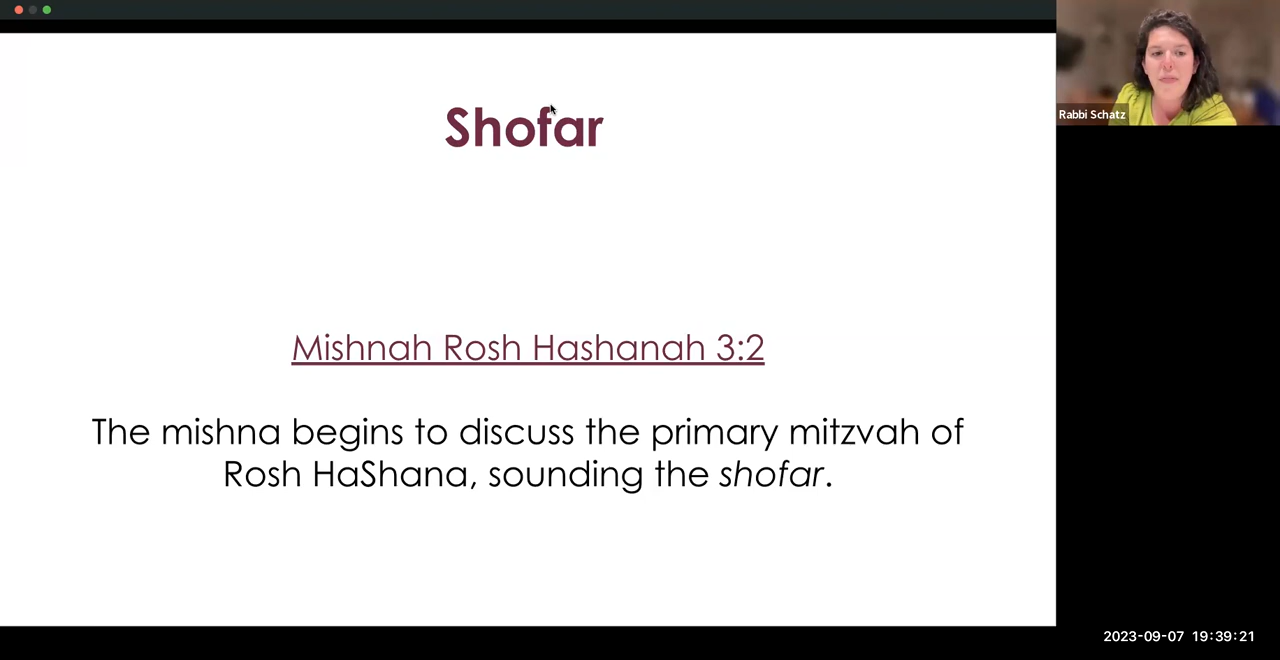 Shofar
Mishnah Rosh Hashanah 3:2
The mishna begins to discuss the primary mitzvah of
Rosh HaShana, sounding the shofar.
Rabbi Schatz
2023-09-07 19:39:21